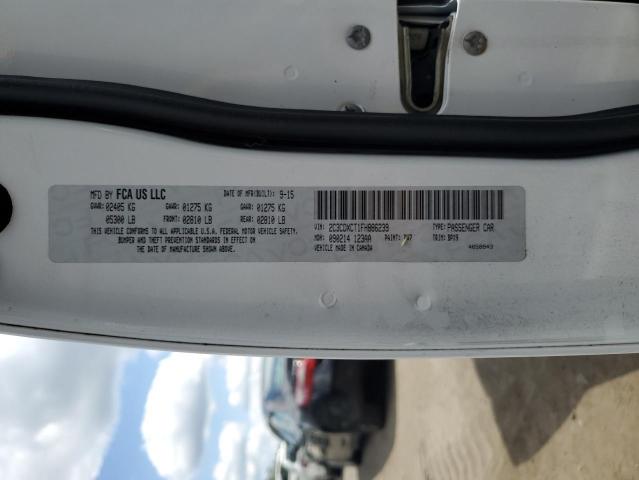 MFD BY FCA US LLC DATE OF MFR(BUILT): 9-15
GVWR: 02405 KG GAWR: 01275 KG GAWR: 01275 KG
05300 LB FRONT: 02810 LB REAR: 02810 LB
THIS VEHICLE CONFORMS TO ALL APPLICABLE U.S.A. FEDERAL MOTOR VEHICLE SAFETY,
BUMPER AND THEFT PREVENTION STANDARDS IN EFFECT ON THE
DATE OF MANUFACTURE SHOWN ABOVE.
VIN: 2C3CDXCT1FH886239 TYPE: PASSENGER CAR
MDH: 090214 123AA PAINT: PW7 TRIM: BPX9
VEHICLE MADE IN CANADA